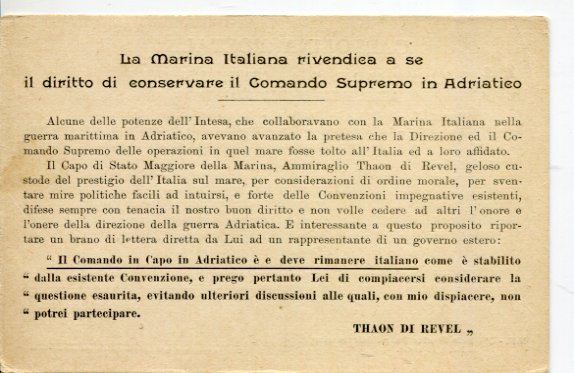 La Marina Italiana rivendica a se
il diritto di conservare il Comando Supremo in Adriatico
Alcune delle potenze dell'Intesa, che collaboravano con la Marina Italiana nella
guerra marittima in Adriatico, avevano avanzato la pretesa che la Direzione ed il Co-
mando Supremo delle operazioni in quel mare fosse tolto all'Italia ed a loro affidato.
Il Capo di Stato Maggiore della Marina, Ammiraglio Thaon di Revel, geloso cu-
stode del prestigio dell'Italia sul mare, per considerazioni di ordine morale, per sven-
tare mire politiche facili ad intuirsi, e forte delle Convenzioni impegnative esistenti,
difese sempre con tenacia il nostro buon diritto e non volle cedere ad altri l'onore e
l'onere della direzione della guerra Adriatica. E interessante a questo proposito ripor-
tare un brano di lettera diretta da Lui ad un rappresentante di un governo estero:
“ Il Comando in Capo in Adriatico è e deve rimanere italiano come è stabilito
“ dalla esistente Convenzione, e prego pertanto Lei di compiacersi considerare la
“ questione esaurita, evitando ulteriori discussioni alle quali, con mio dispiacere, non
“ potrei partecipare.
THAON DI REVEL „